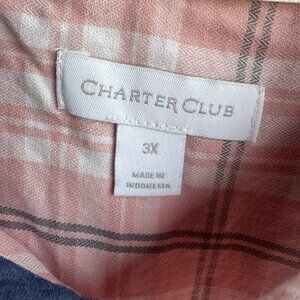 CHARTER CLUB
3X
MADE IN
INDONESIA